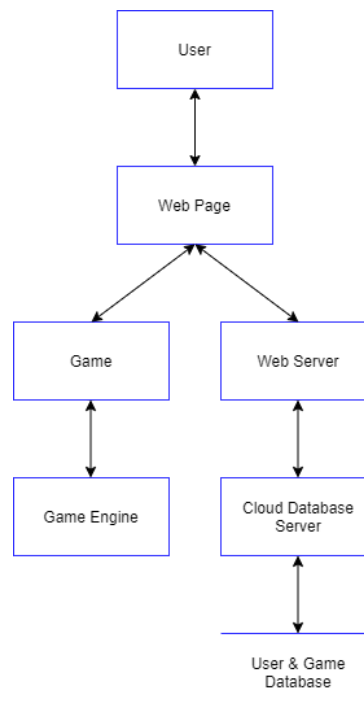 User
Web Page
Game
Web Server
Game Engine
Cloud Database
Server
User & Game
Database